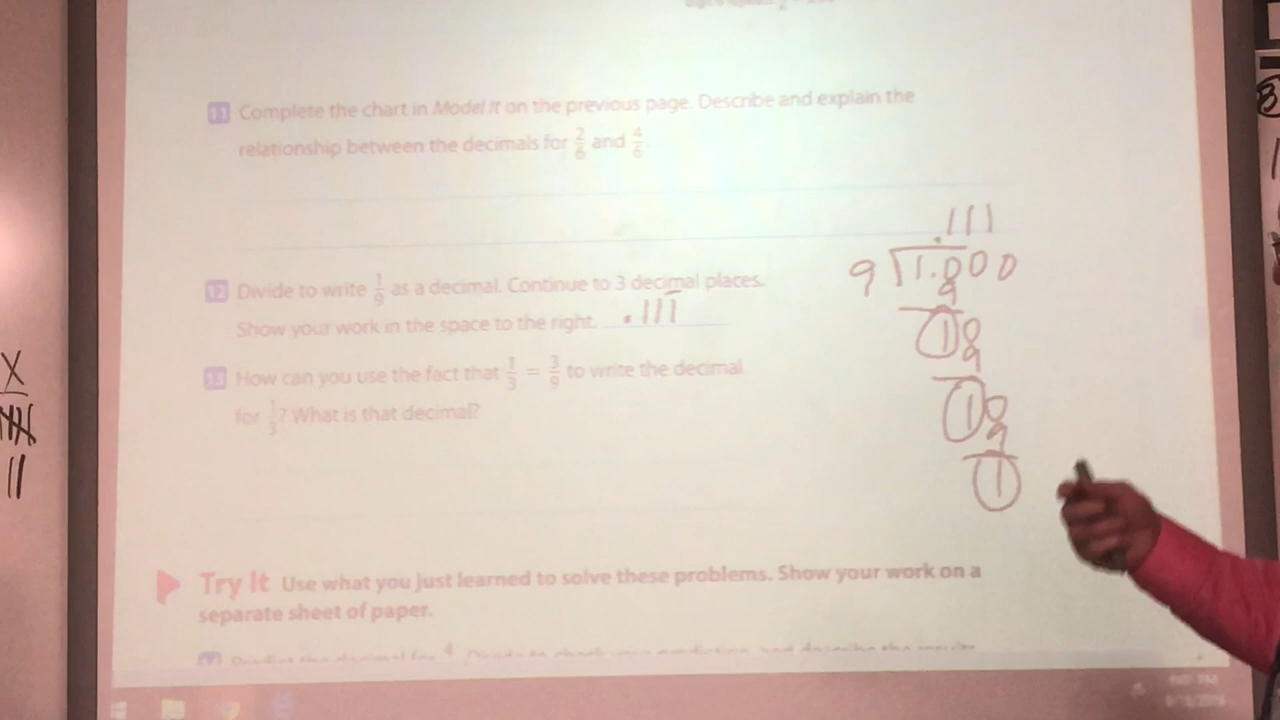 11 Complete the chart in Model It on the previous page. Describe and explain the
relationship between the decimals for 2/6 and 4/6.
12 Divide to write 1/9 as a decimal. Continue to 3 decimal places.
Show your work in the space to the right. .111̅
13 How can you use the fact that 1/3 = 3/9 to write the decimal
for 1/3? What is that decimal?
.111
9 1.000
9
10
9
10
9
1
Try It Use what you just learned to solve these problems. Show your work on a
separate sheet of paper.
X
11
B